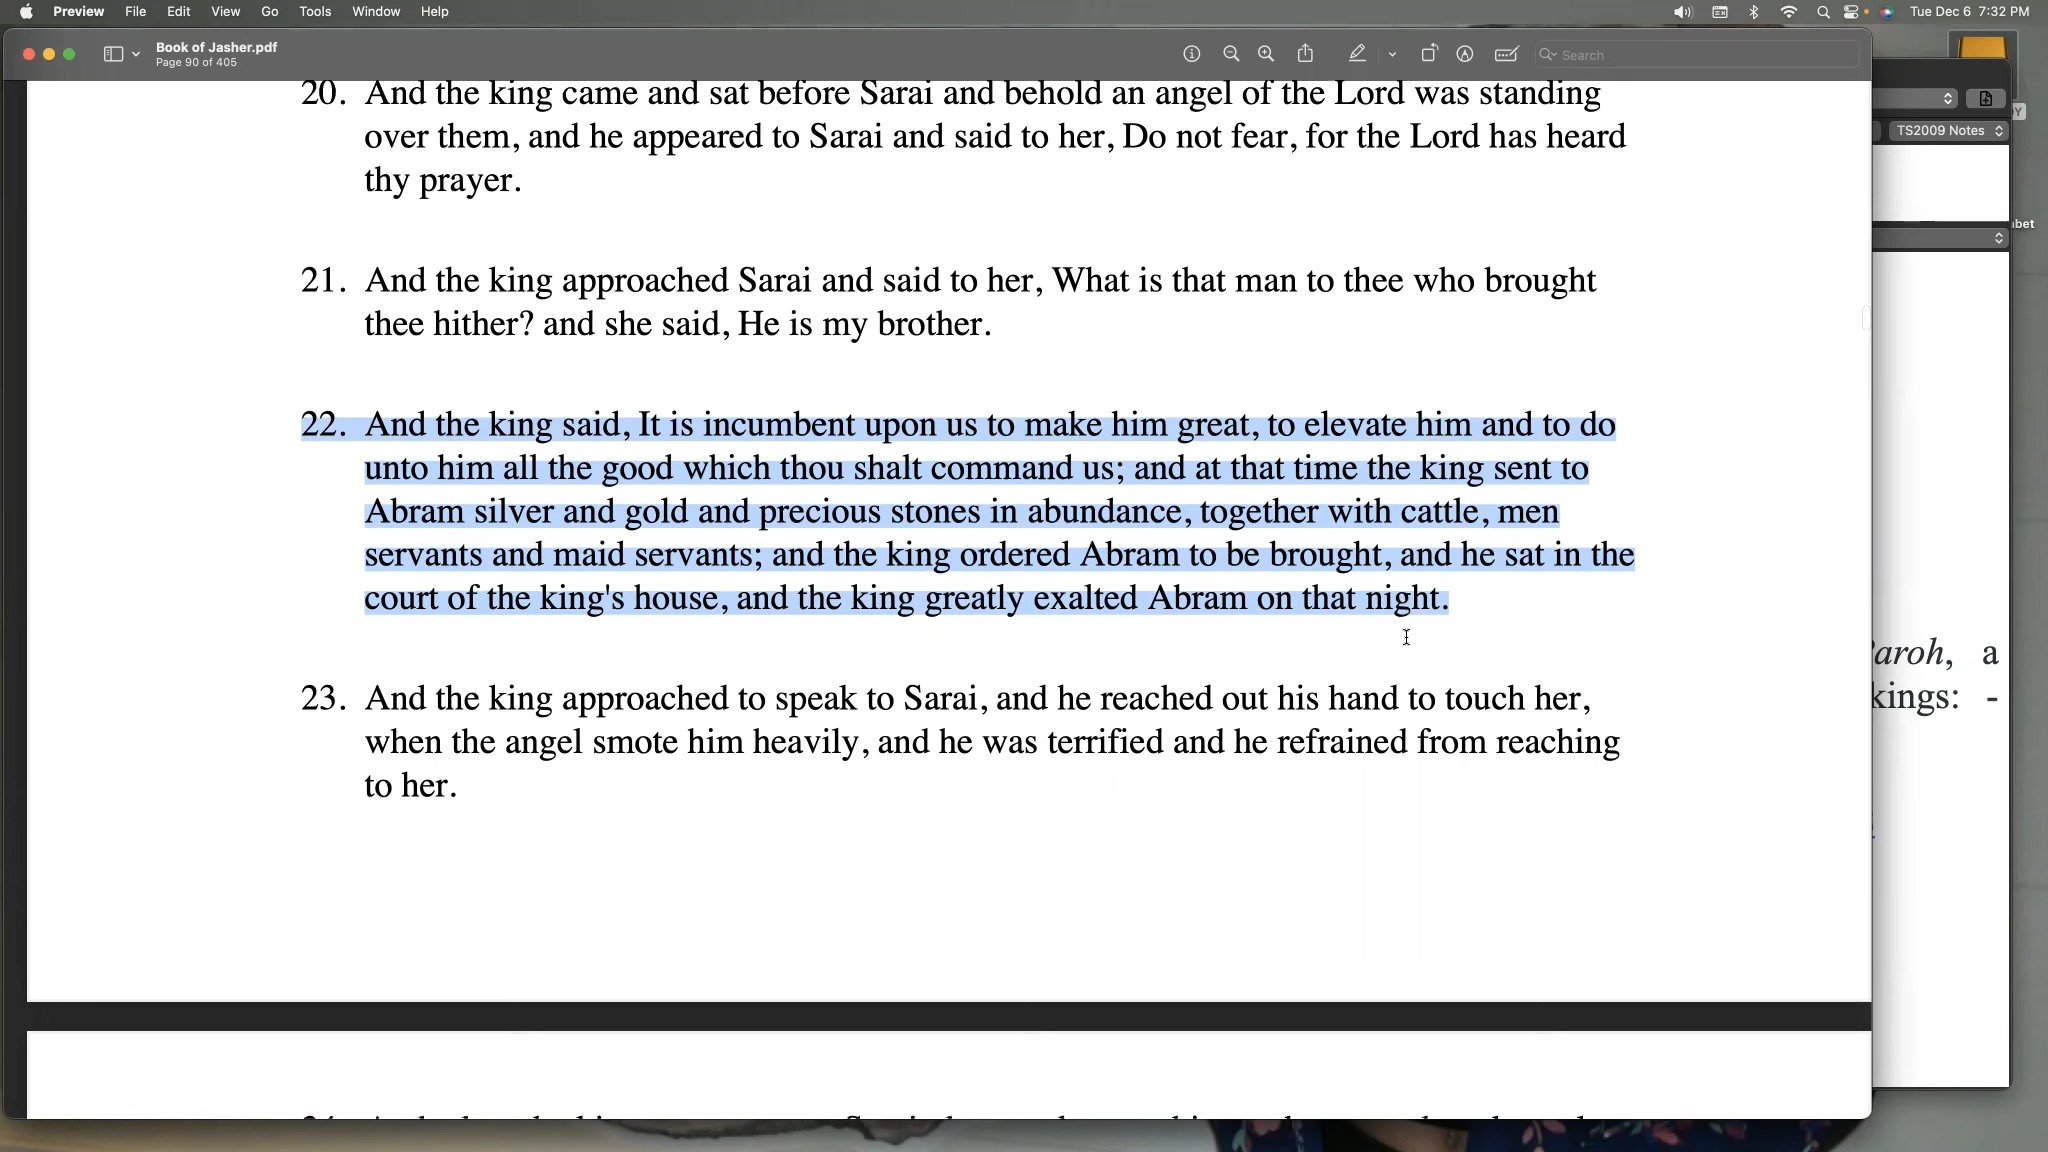 Preview File Edit View Go Tools Window Help
Tue Dec 6 7:32 PM
Book of Jasher.pdf
Page 90 of 405
Search
TS2009 Notes
20. And the king came and sat before Sarai and behold an angel of the Lord was standing
over them, and he appeared to Sarai and said to her, Do not fear, for the Lord has heard
thy prayer.
21. And the king approached Sarai and said to her, What is that man to thee who brought
thee hither? and she said, He is my brother.
22. And the king said, It is incumbent upon us to make him great, to elevate him and to do
unto him all the good which thou shalt command us; and at that time the king sent to
Abram silver and gold and precious stones in abundance, together with cattle, men
servants and maid servants; and the king ordered Abram to be brought, and he sat in the
court of the king's house, and the king greatly exalted Abram on that night.
23. And the king approached to speak to Sarai, and he reached out his hand to touch her,
when the angel smote him heavily, and he was terrified and he refrained from reaching
to her.
aroh, a
kings: -